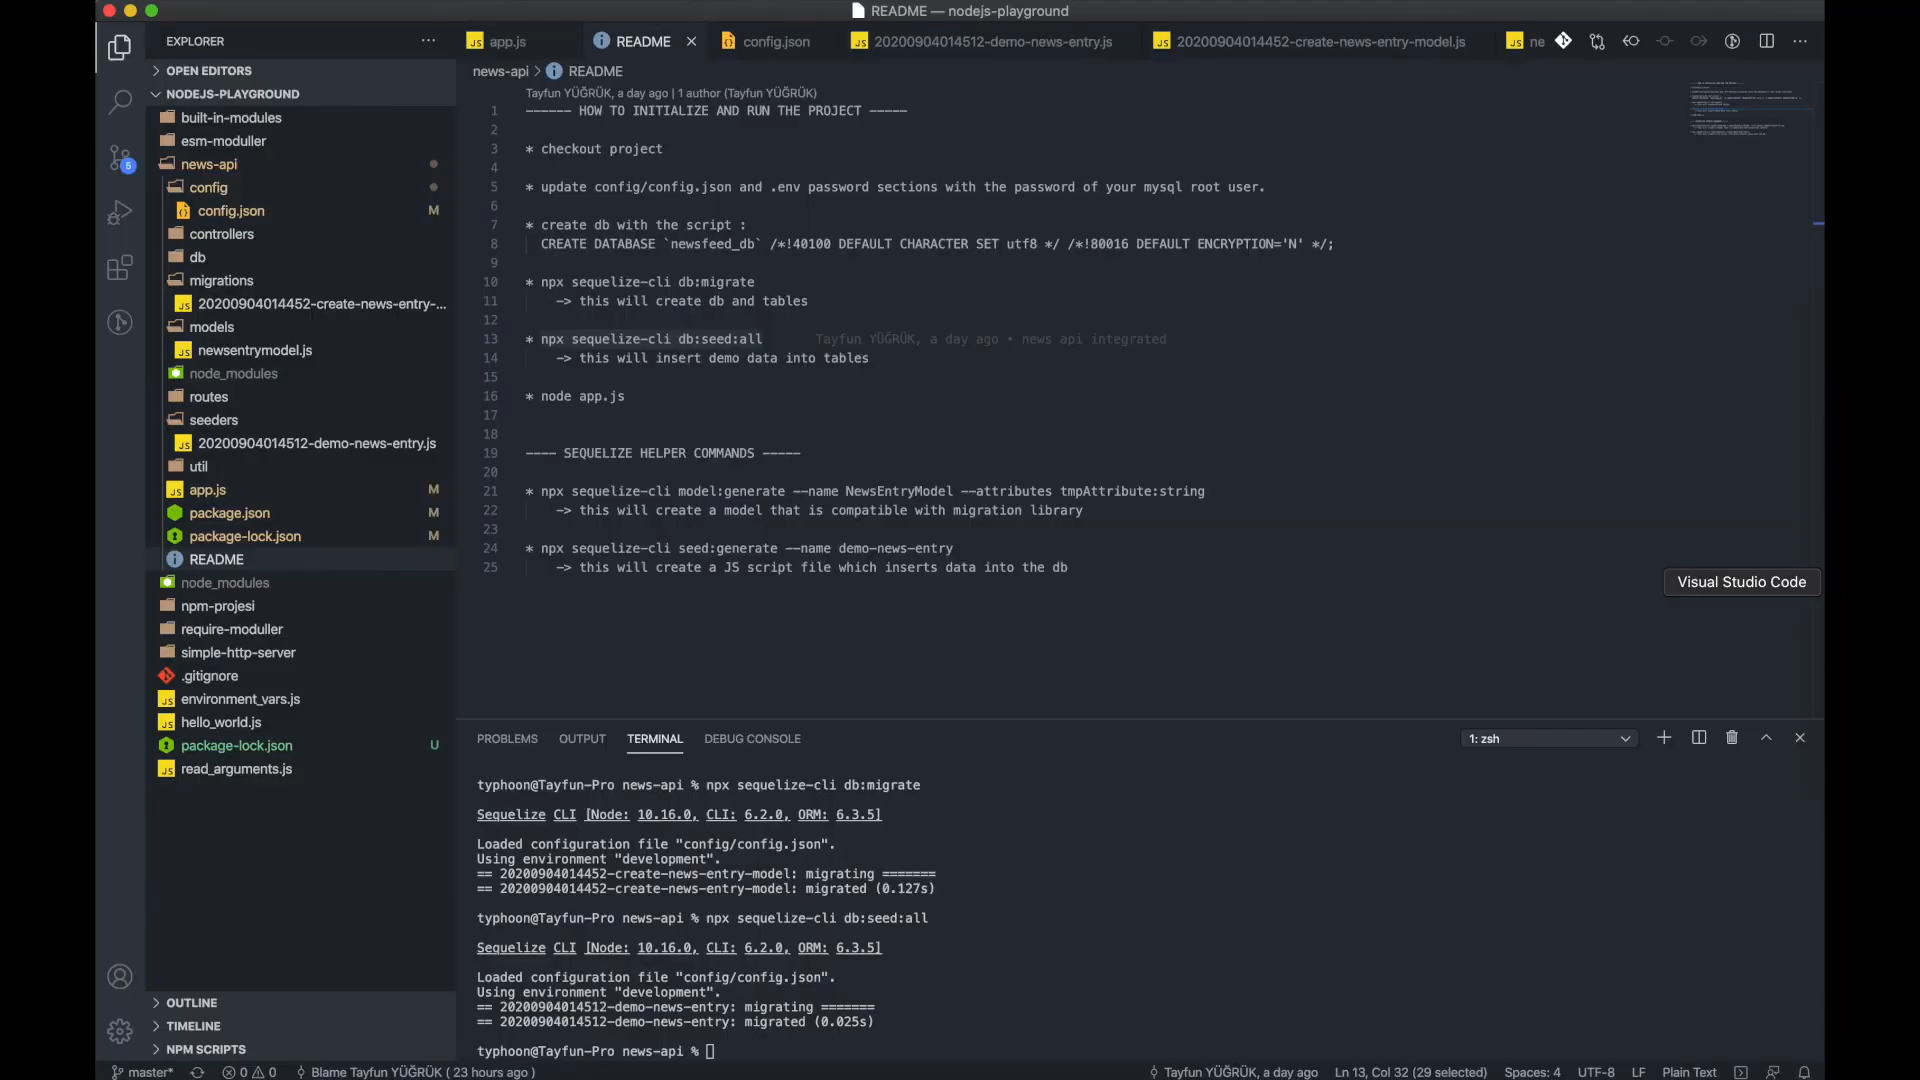 README — nodejs-playground
EXPLORER
OPEN EDITORS
NODEJS-PLAYGROUND
built-in-modules
esm-moduller
news-api
config
config.json M
controllers
db
migrations
20200904014452-create-news-entry-...
models
newsentrymodel.js
node_modules
routes
seeders
20200904014512-demo-news-entry.js
util
app.js M
package.json M
package-lock.json M
README
node_modules
npm-projesi
require-moduller
simple-http-server
.gitignore
environment_vars.js
hello_world.js
package-lock.json U
read_arguments.js
OUTLINE
TIMELINE
NPM SCRIPTS
5
app.js README config.json 20200904014512-demo-news-entry.js 20200904014452-create-news-entry-model.js ne
news-api > README
Tayfun YÜĞRÜK, a day ago | 1 author (Tayfun YÜĞRÜK)
1 ------ HOW TO INITIALIZE AND RUN THE PROJECT -----
2
3 * checkout project
4
5 * update config/config.json and .env password sections with the password of your mysql root user.
6
7 * create db with the script :
8 CREATE DATABASE `newsfeed_db` /*!40100 DEFAULT CHARACTER SET utf8 */ /*!80016 DEFAULT ENCRYPTION='N' */;
9
10 * npx sequelize-cli db:migrate
11 -> this will create db and tables
12
13 * npx sequelize-cli db:seed:all Tayfun YÜĞRÜK, a day ago • news api integrated
14 -> this will insert demo data into tables
15
16 * node app.js
17
18
19 ---- SEQUELIZE HELPER COMMANDS -----
20
21 * npx sequelize-cli model:generate --name NewsEntryModel --attributes tmpAttribute:string
22 -> this will create a model that is compatible with migration library
23
24 * npx sequelize-cli seed:generate --name demo-news-entry
25 -> this will create a JS script file which inserts data into the db
Visual Studio Code
PROBLEMS OUTPUT TERMINAL DEBUG CONSOLE 1: zsh
typhoon@Tayfun-Pro news-api % npx sequelize-cli db:migrate
Sequelize CLI [Node: 10.16.0, CLI: 6.2.0, ORM: 6.3.5]
Loaded configuration file "config/config.json".
Using environment "development".
== 20200904014452-create-news-entry-model: migrating =======
== 20200904014452-create-news-entry-model: migrated (0.127s)
typhoon@Tayfun-Pro news-api % npx sequelize-cli db:seed:all
Sequelize CLI [Node: 10.16.0, CLI: 6.2.0, ORM: 6.3.5]
Loaded configuration file "config/config.json".
Using environment "development".
== 20200904014512-demo-news-entry: migrating =======
== 20200904014512-demo-news-entry: migrated (0.025s)
typhoon@Tayfun-Pro news-api %
master* 0 0 Blame Tayfun YÜĞRÜK ( 23 hours ago ) Tayfun YÜĞRÜK, a day ago Ln 13, Col 32 (29 selected) Spaces: 4 UTF-8 LF Plain Text